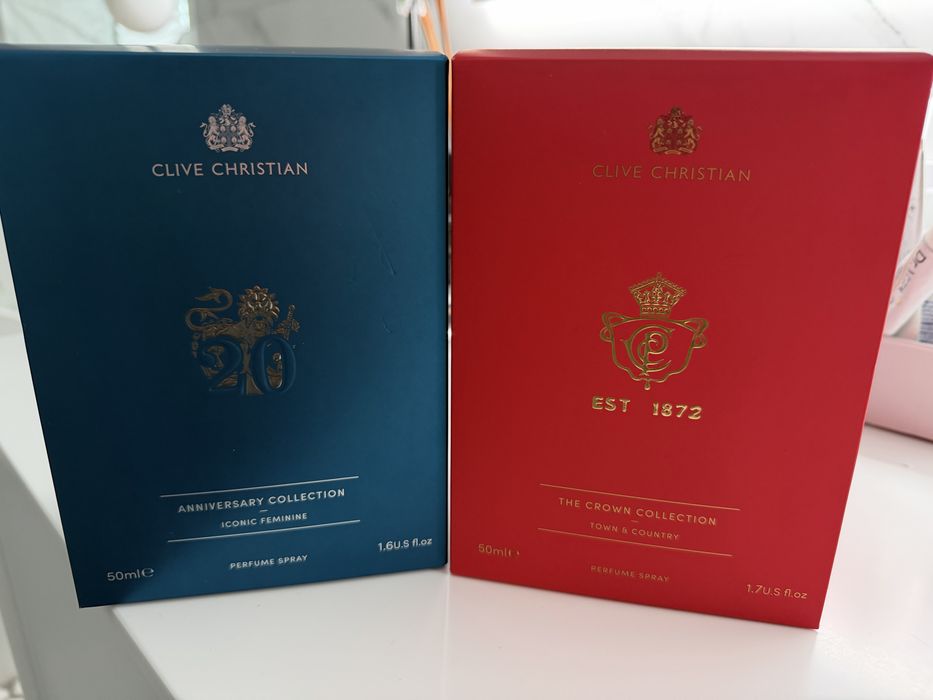 CLIVE CHRISTIAN
20
ANNIVERSARY COLLECTION
ICONIC FEMININE
50ml℮
PERFUME SPRAY
1.6U.S fl.oz
CLIVE CHRISTIAN
EST 1872
THE CROWN COLLECTION
TOWN & COUNTRY
50ml
PERFUME SPRAY
1.7U.S fl.oz